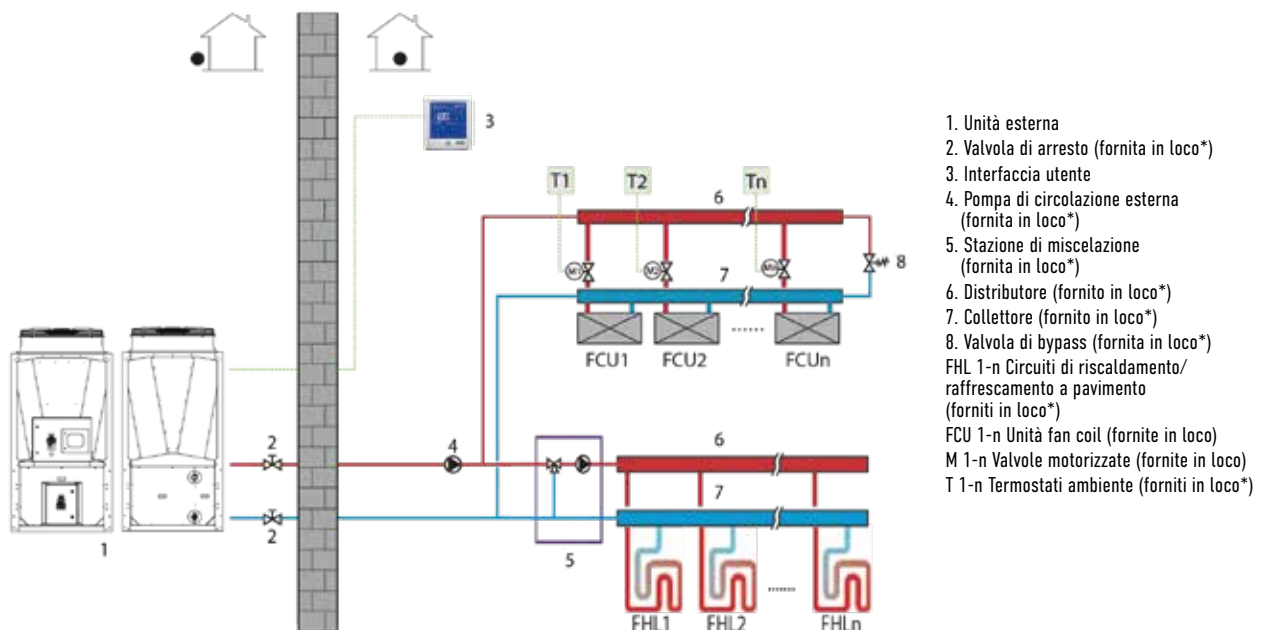 3
T1
T2
Tn
6
M1
M2
Mn
8
7
FCU1
FCU2
FCUn
2
4
6
7
2
5
1
FHL1
FHL2
FHLn
1. Unità esterna
2. Valvola di arresto (fornita in loco*)
3. Interfaccia utente
4. Pompa di circolazione esterna
(fornita in loco*)
5. Stazione di miscelazione
(fornita in loco*)
6. Distributore (fornito in loco*)
7. Collettore (fornito in loco*)
8. Valvola di bypass (fornita in loco*)
FHL 1-n Circuiti di riscaldamento/
raffrescamento a pavimento
(forniti in loco*)
FCU 1-n Unità fan coil (fornite in loco)
M 1-n Valvole motorizzate (fornite in loco)
T 1-n Termostati ambiente (forniti in loco*)